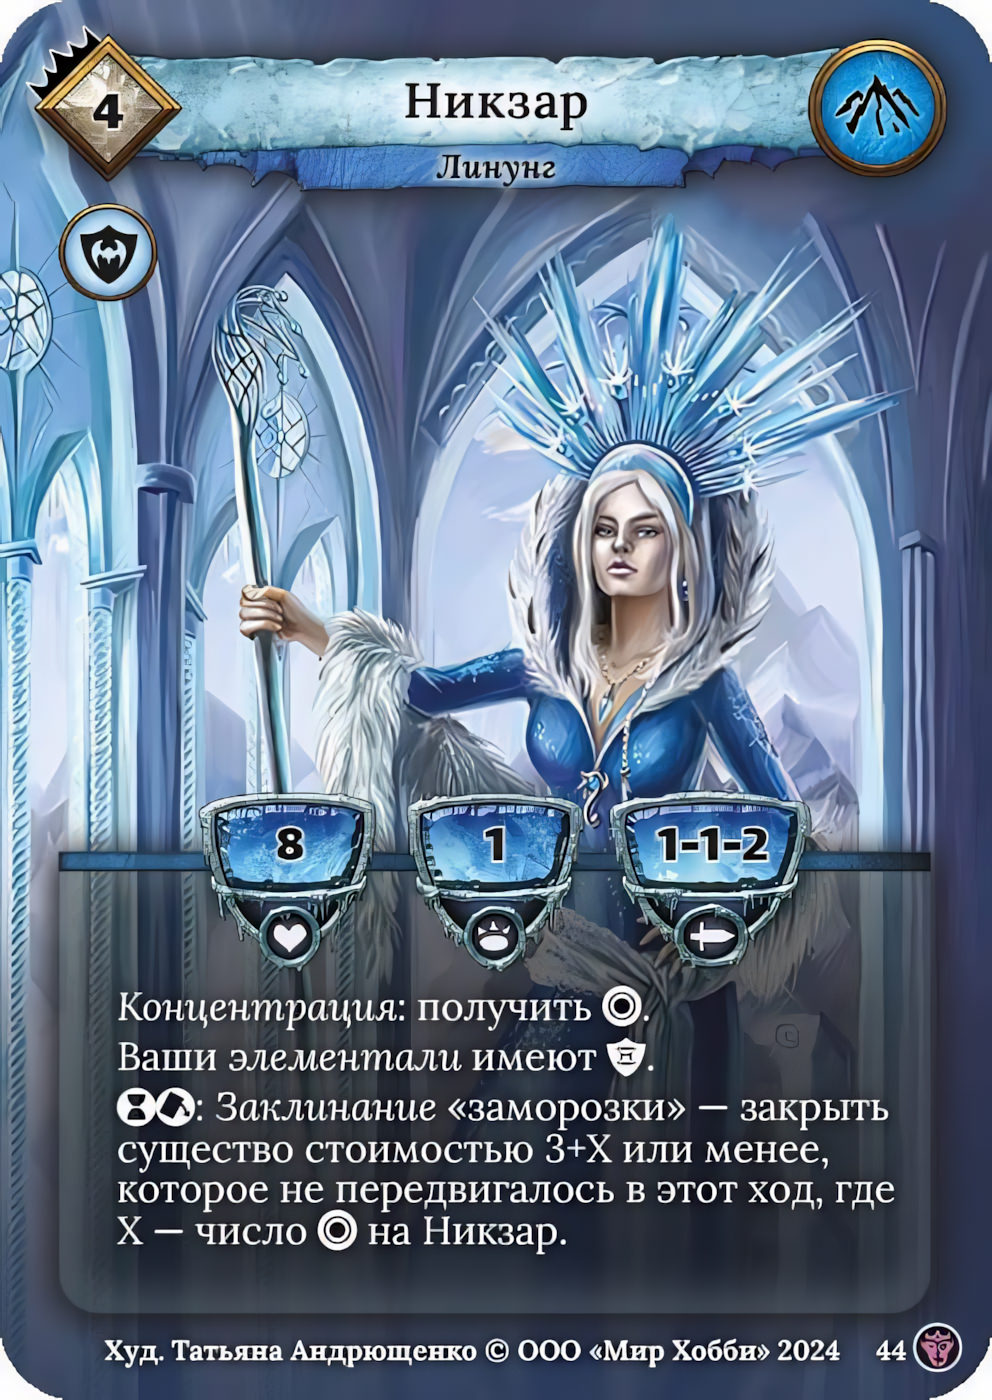 4
Никзар
Линунг
8
1
1-1-2
Концентрация: получить .
Ваши элементали имеют .
: Заклинание «заморозки» — закрыть
существо стоимостью 3+X или менее,
которое не передвигалось в этот ход, где
X — число на Никзар.
Худ. Татьяна Андрющенко © ООО «Мир Хобби» 2024
44